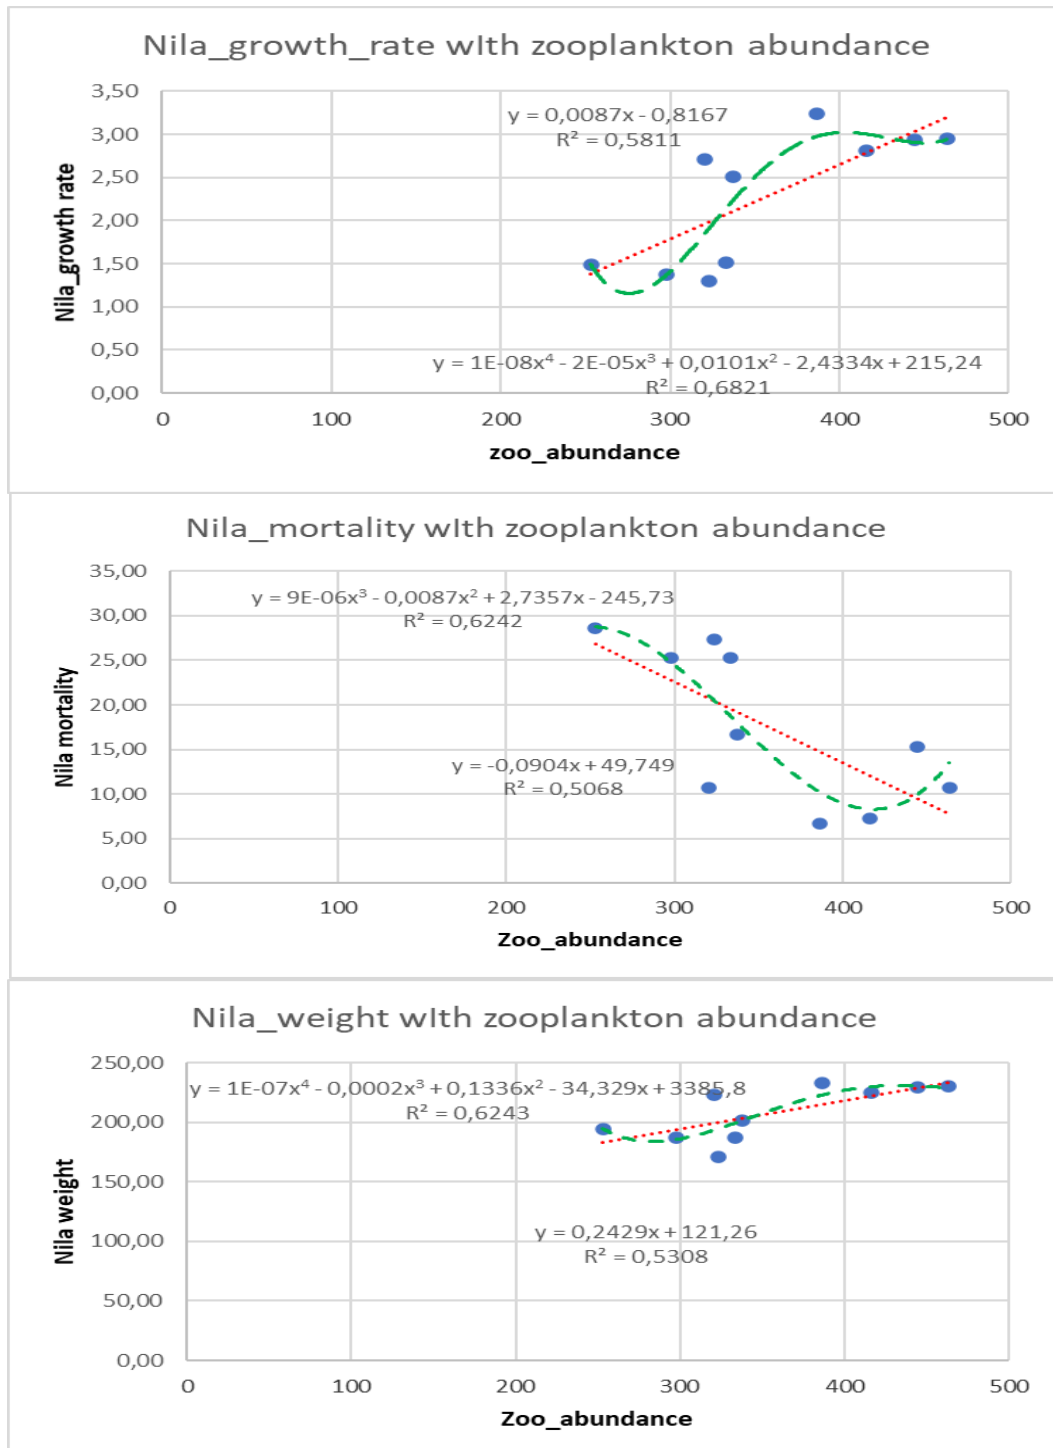 Nila_growth_rate wIth zooplankton abundance
3,50
3,00
2,50
2,00
1,50
1,00
0,50
0,00
Nila_growth rate
y = 0,0087x - 0,8167
R² = 0,5811
y = 1E-08x⁴ - 2E-05x³ + 0,0101x² - 2,4334x + 215,24
R² = 0,6821
0 100 200 300 400 500
zoo_abundance
Nila_mortality wIth zooplankton abundance
35,00
30,00
25,00
20,00
15,00
10,00
5,00
0,00
Nila mortality
y = 9E-06x³ - 0,0087x² + 2,7357x - 245,73
R² = 0,6242
y = -0,0904x + 49,749
R² = 0,5068
0 100 200 300 400 500
Zoo_abundance
Nila_weight wIth zooplankton abundance
250,00
200,00
150,00
100,00
50,00
0,00
Nila weight
y = 1E-07x⁴ - 0,0002x³ + 0,1336x² - 34,329x + 3385,8
R² = 0,6243
y = 0,2429x + 121,26
R² = 0,5308
0 100 200 300 400 500
Zoo_abundance